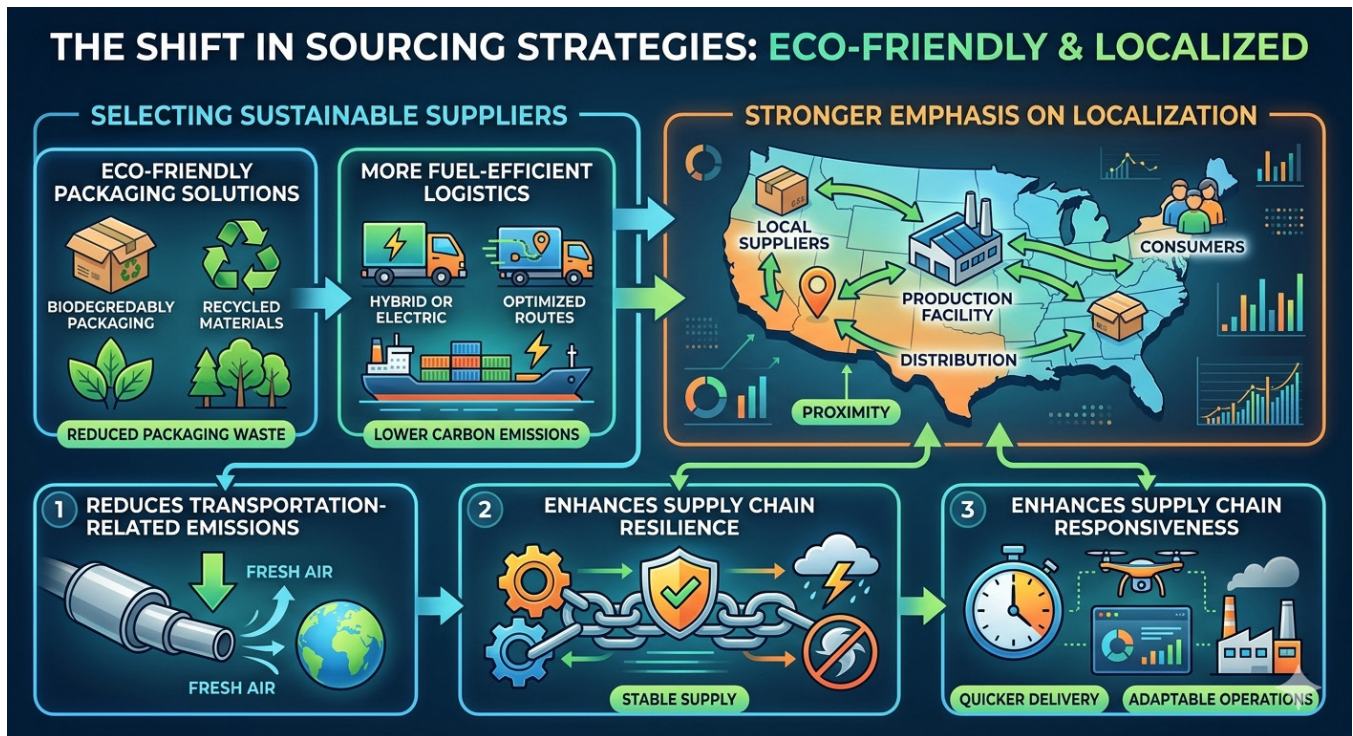 THE SHIFT IN SOURCING STRATEGIES: ECO-FRIENDLY & LOCALIZED
SELECTING SUSTAINABLE SUPPLIERS
ECO-FRIENDLY
PACKAGING SOLUTIONS
BIODEGREDABLY
PACKAGING
RECYCLED
MATERIALS
REDUCED PACKAGING WASTE
MORE FUEL-EFFICIENT
LOGISTICS
HYBRID OR
ELECTRIC
OPTIMIZED
ROUTES
LOWER CARBON EMISSIONS
STRONGER EMPHASIS ON LOCALIZATION
LOCAL
SUPPLIERS
PRODUCTION
FACILITY
CONSUMERS
DISTRIBUTION
PROXIMITY
1
REDUCES TRANSPORTATION-
RELATED EMISSIONS
FRESH AIR
FRESH AIR
2
ENHANCES SUPPLY CHAIN
RESILIENCE
STABLE SUPPLY
3
ENHANCES SUPPLY CHAIN
RESPONSIVENESS
QUICKER DELIVERY
ADAPTABLE OPERATIONS